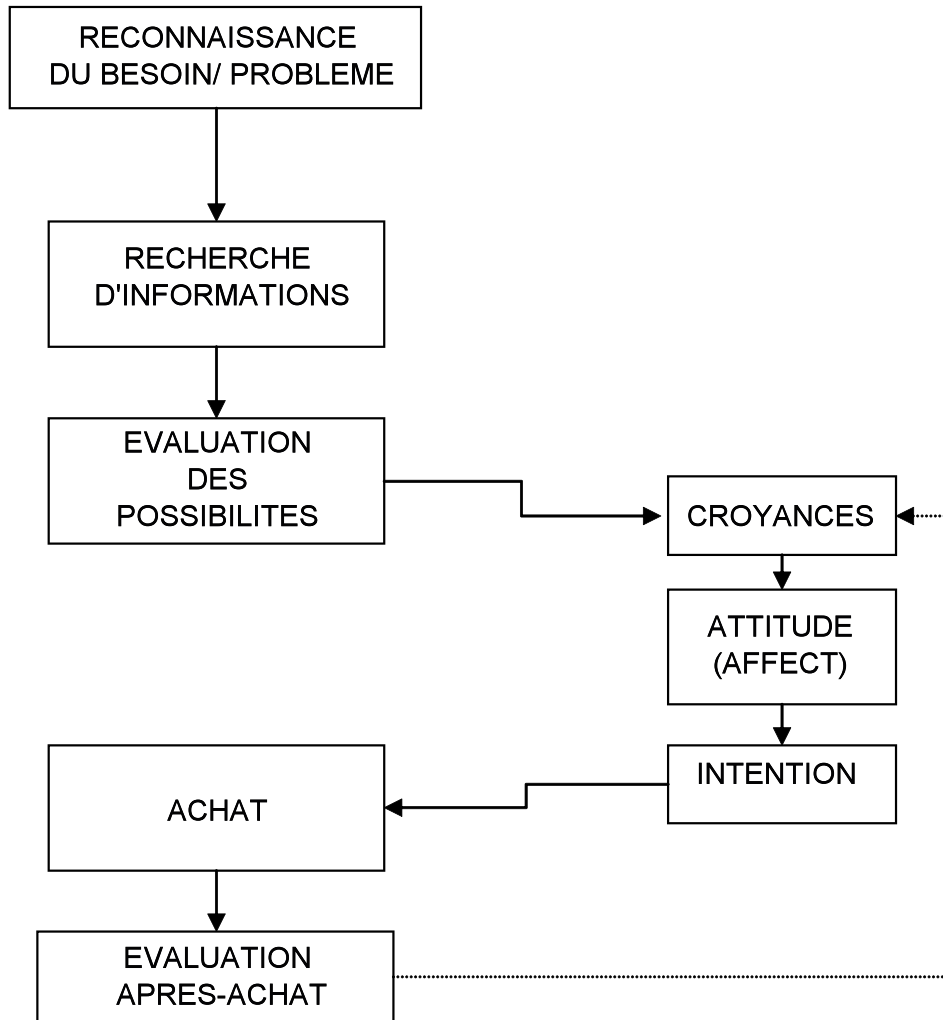 RECONNAISSANCE
DU BESOIN/ PROBLEME
RECHERCHE
D'INFORMATIONS
EVALUATION
DES
POSSIBILITES
CROYANCES
ATTITUDE
(AFFECT)
INTENTION
ACHAT
EVALUATION
APRES-ACHAT